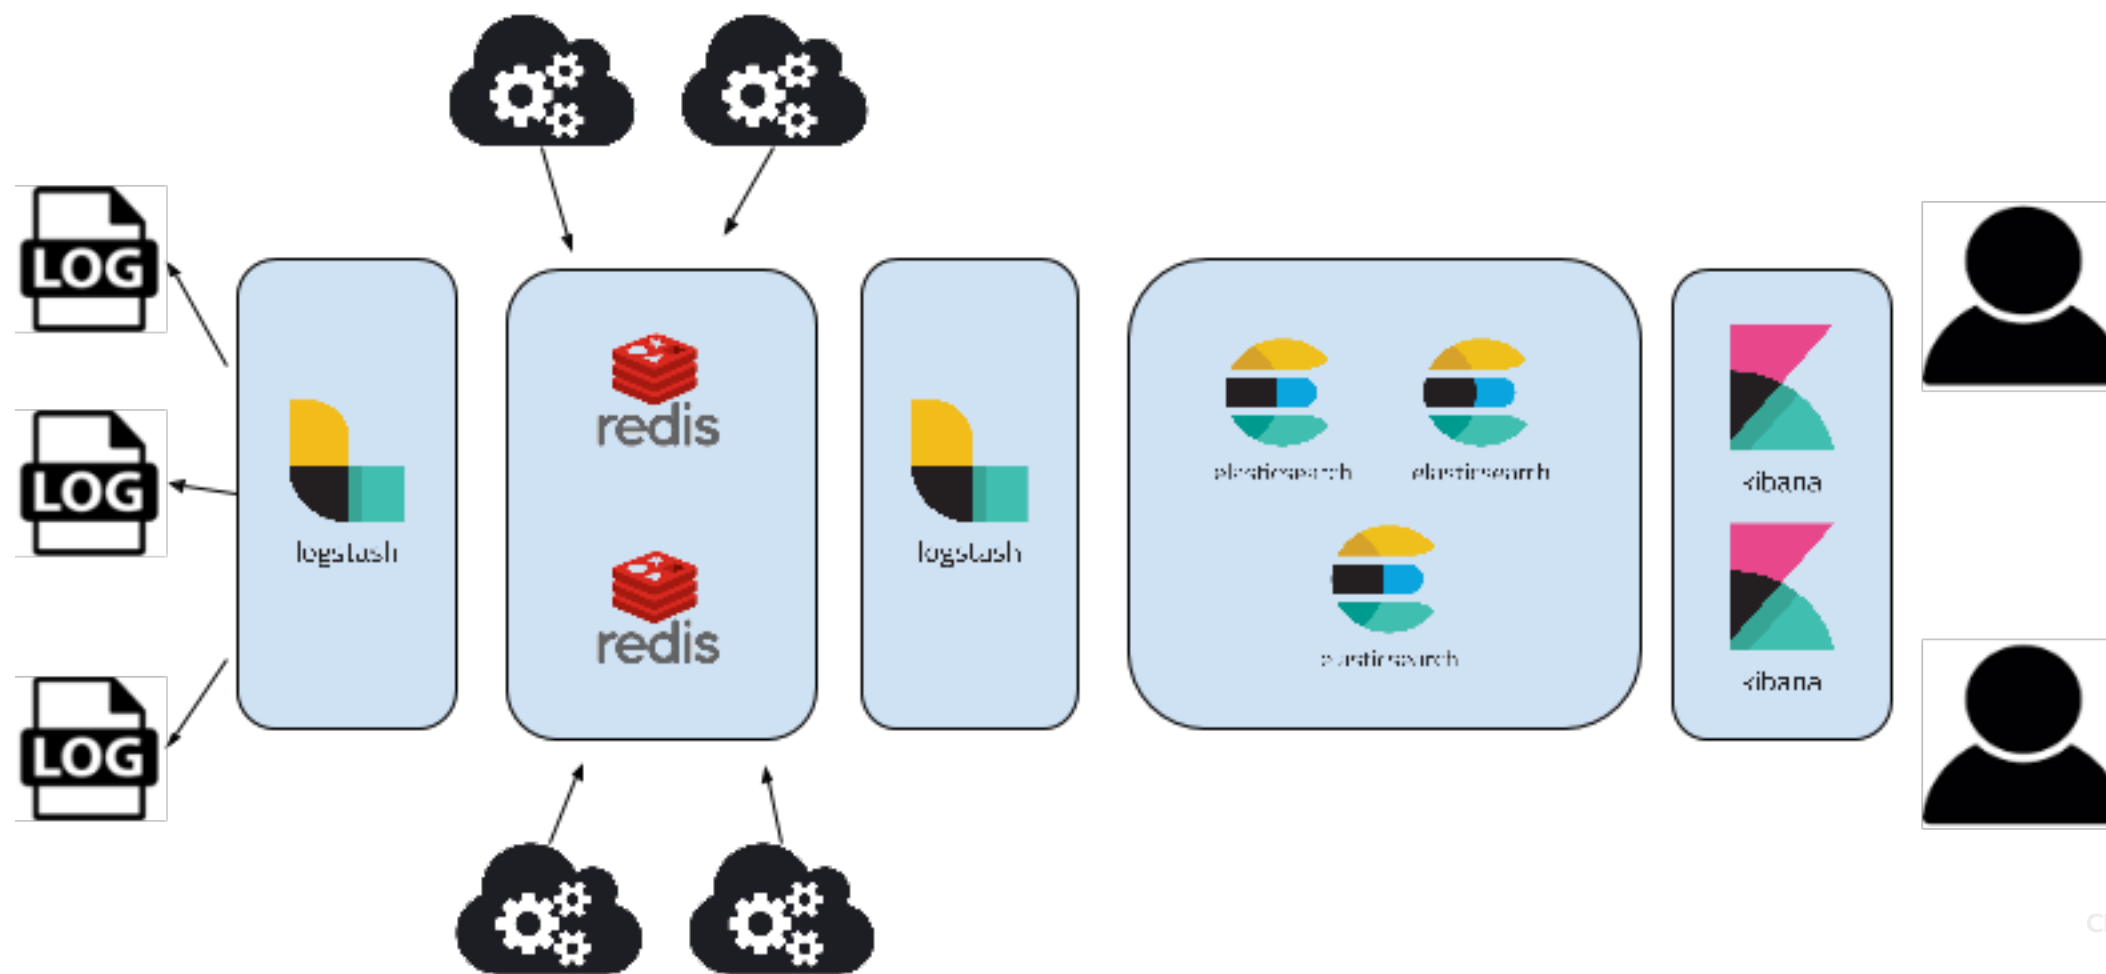 LOG
LOG
LOG
logstash
redis
redis
logstash
elasticsearch
elasticsearch
elasticsearch
kibana
kibana